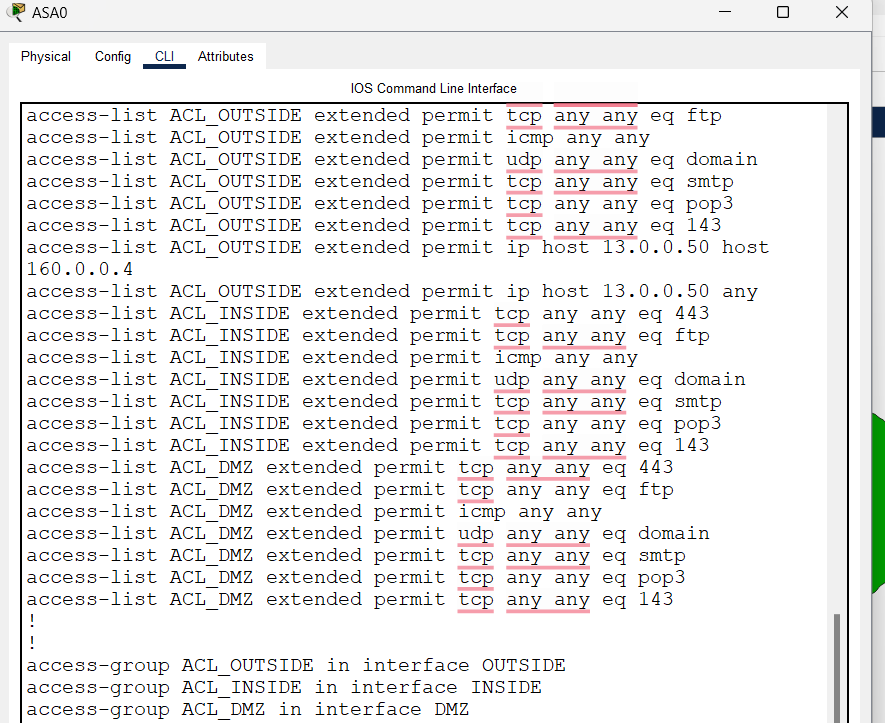 ASA0
Physical Config CLI Attributes
IOS Command Line Interface
access-list ACL_OUTSIDE extended permit tcp any any eq ftp
access-list ACL_OUTSIDE extended permit icmp any any
access-list ACL_OUTSIDE extended permit udp any any eq domain
access-list ACL_OUTSIDE extended permit tcp any any eq smtp
access-list ACL_OUTSIDE extended permit tcp any any eq pop3
access-list ACL_OUTSIDE extended permit tcp any any eq 143
access-list ACL_OUTSIDE extended permit ip host 13.0.0.50 host
160.0.0.4
access-list ACL_OUTSIDE extended permit ip host 13.0.0.50 any
access-list ACL_INSIDE extended permit tcp any any eq 443
access-list ACL_INSIDE extended permit tcp any any eq ftp
access-list ACL_INSIDE extended permit icmp any any
access-list ACL_INSIDE extended permit udp any any eq domain
access-list ACL_INSIDE extended permit tcp any any eq smtp
access-list ACL_INSIDE extended permit tcp any any eq pop3
access-list ACL_INSIDE extended permit tcp any any eq 143
access-list ACL_DMZ extended permit tcp any any eq 443
access-list ACL_DMZ extended permit tcp any any eq ftp
access-list ACL_DMZ extended permit icmp any any
access-list ACL_DMZ extended permit udp any any eq domain
access-list ACL_DMZ extended permit tcp any any eq smtp
access-list ACL_DMZ extended permit tcp any any eq pop3
access-list ACL_DMZ extended permit tcp any any eq 143
!
!
access-group ACL_OUTSIDE in interface OUTSIDE
access-group ACL_INSIDE in interface INSIDE
access-group ACL_DMZ in interface DMZ